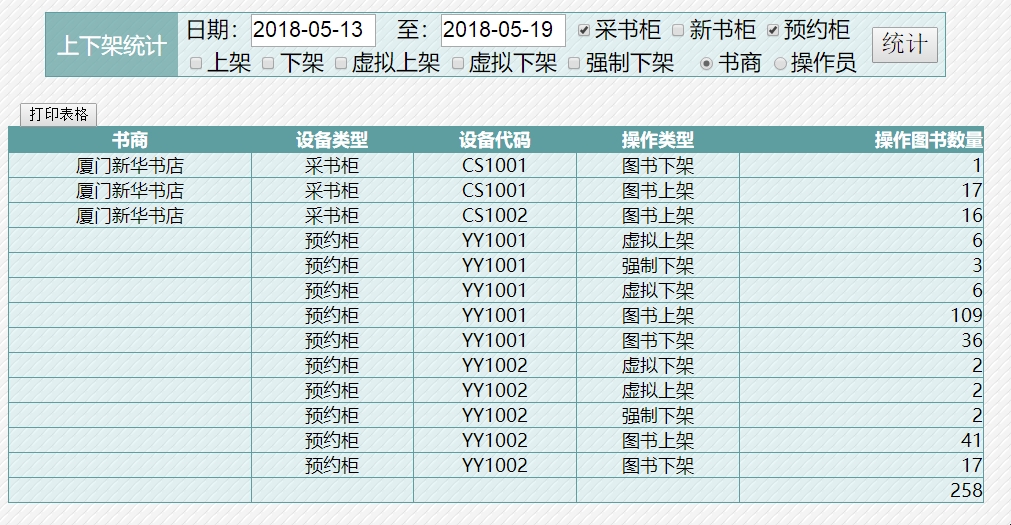 上下架统计
日期：2018-05-13 至：2018-05-19 采书柜 新书柜 预约柜
上架 下架 虚拟上架 虚拟下架 强制下架 书商 操作员
统计
打印表格
书商 设备类型 设备代码 操作类型 操作图书数量
厦门新华书店 采书柜 CS1001 图书下架 1
厦门新华书店 采书柜 CS1001 图书上架 17
厦门新华书店 采书柜 CS1002 图书上架 16
预约柜 YY1001 虚拟上架 6
预约柜 YY1001 强制下架 3
预约柜 YY1001 虚拟下架 6
预约柜 YY1001 图书上架 109
预约柜 YY1001 图书下架 36
预约柜 YY1002 虚拟下架 2
预约柜 YY1002 虚拟上架 2
预约柜 YY1002 强制下架 2
预约柜 YY1002 图书上架 41
预约柜 YY1002 图书下架 17
258